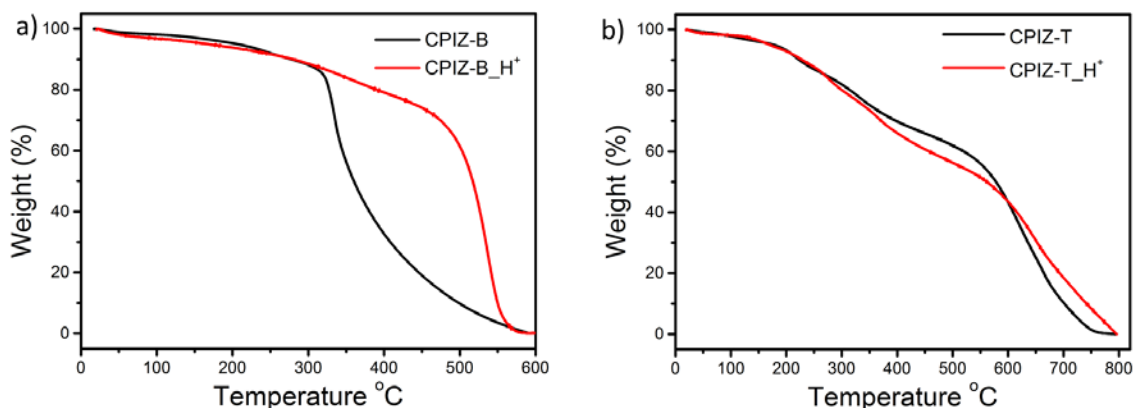 a)
100
80
60
40
20
0
Weight (%)
CPIZ-B
CPIZ-B_H⁺
0 100 200 300 400 500 600
Temperature °C
b)
100
80
60
40
20
0
Weight (%)
CPIZ-T
CPIZ-T_H⁺
0 100 200 300 400 500 600 700 800
Temperature °C